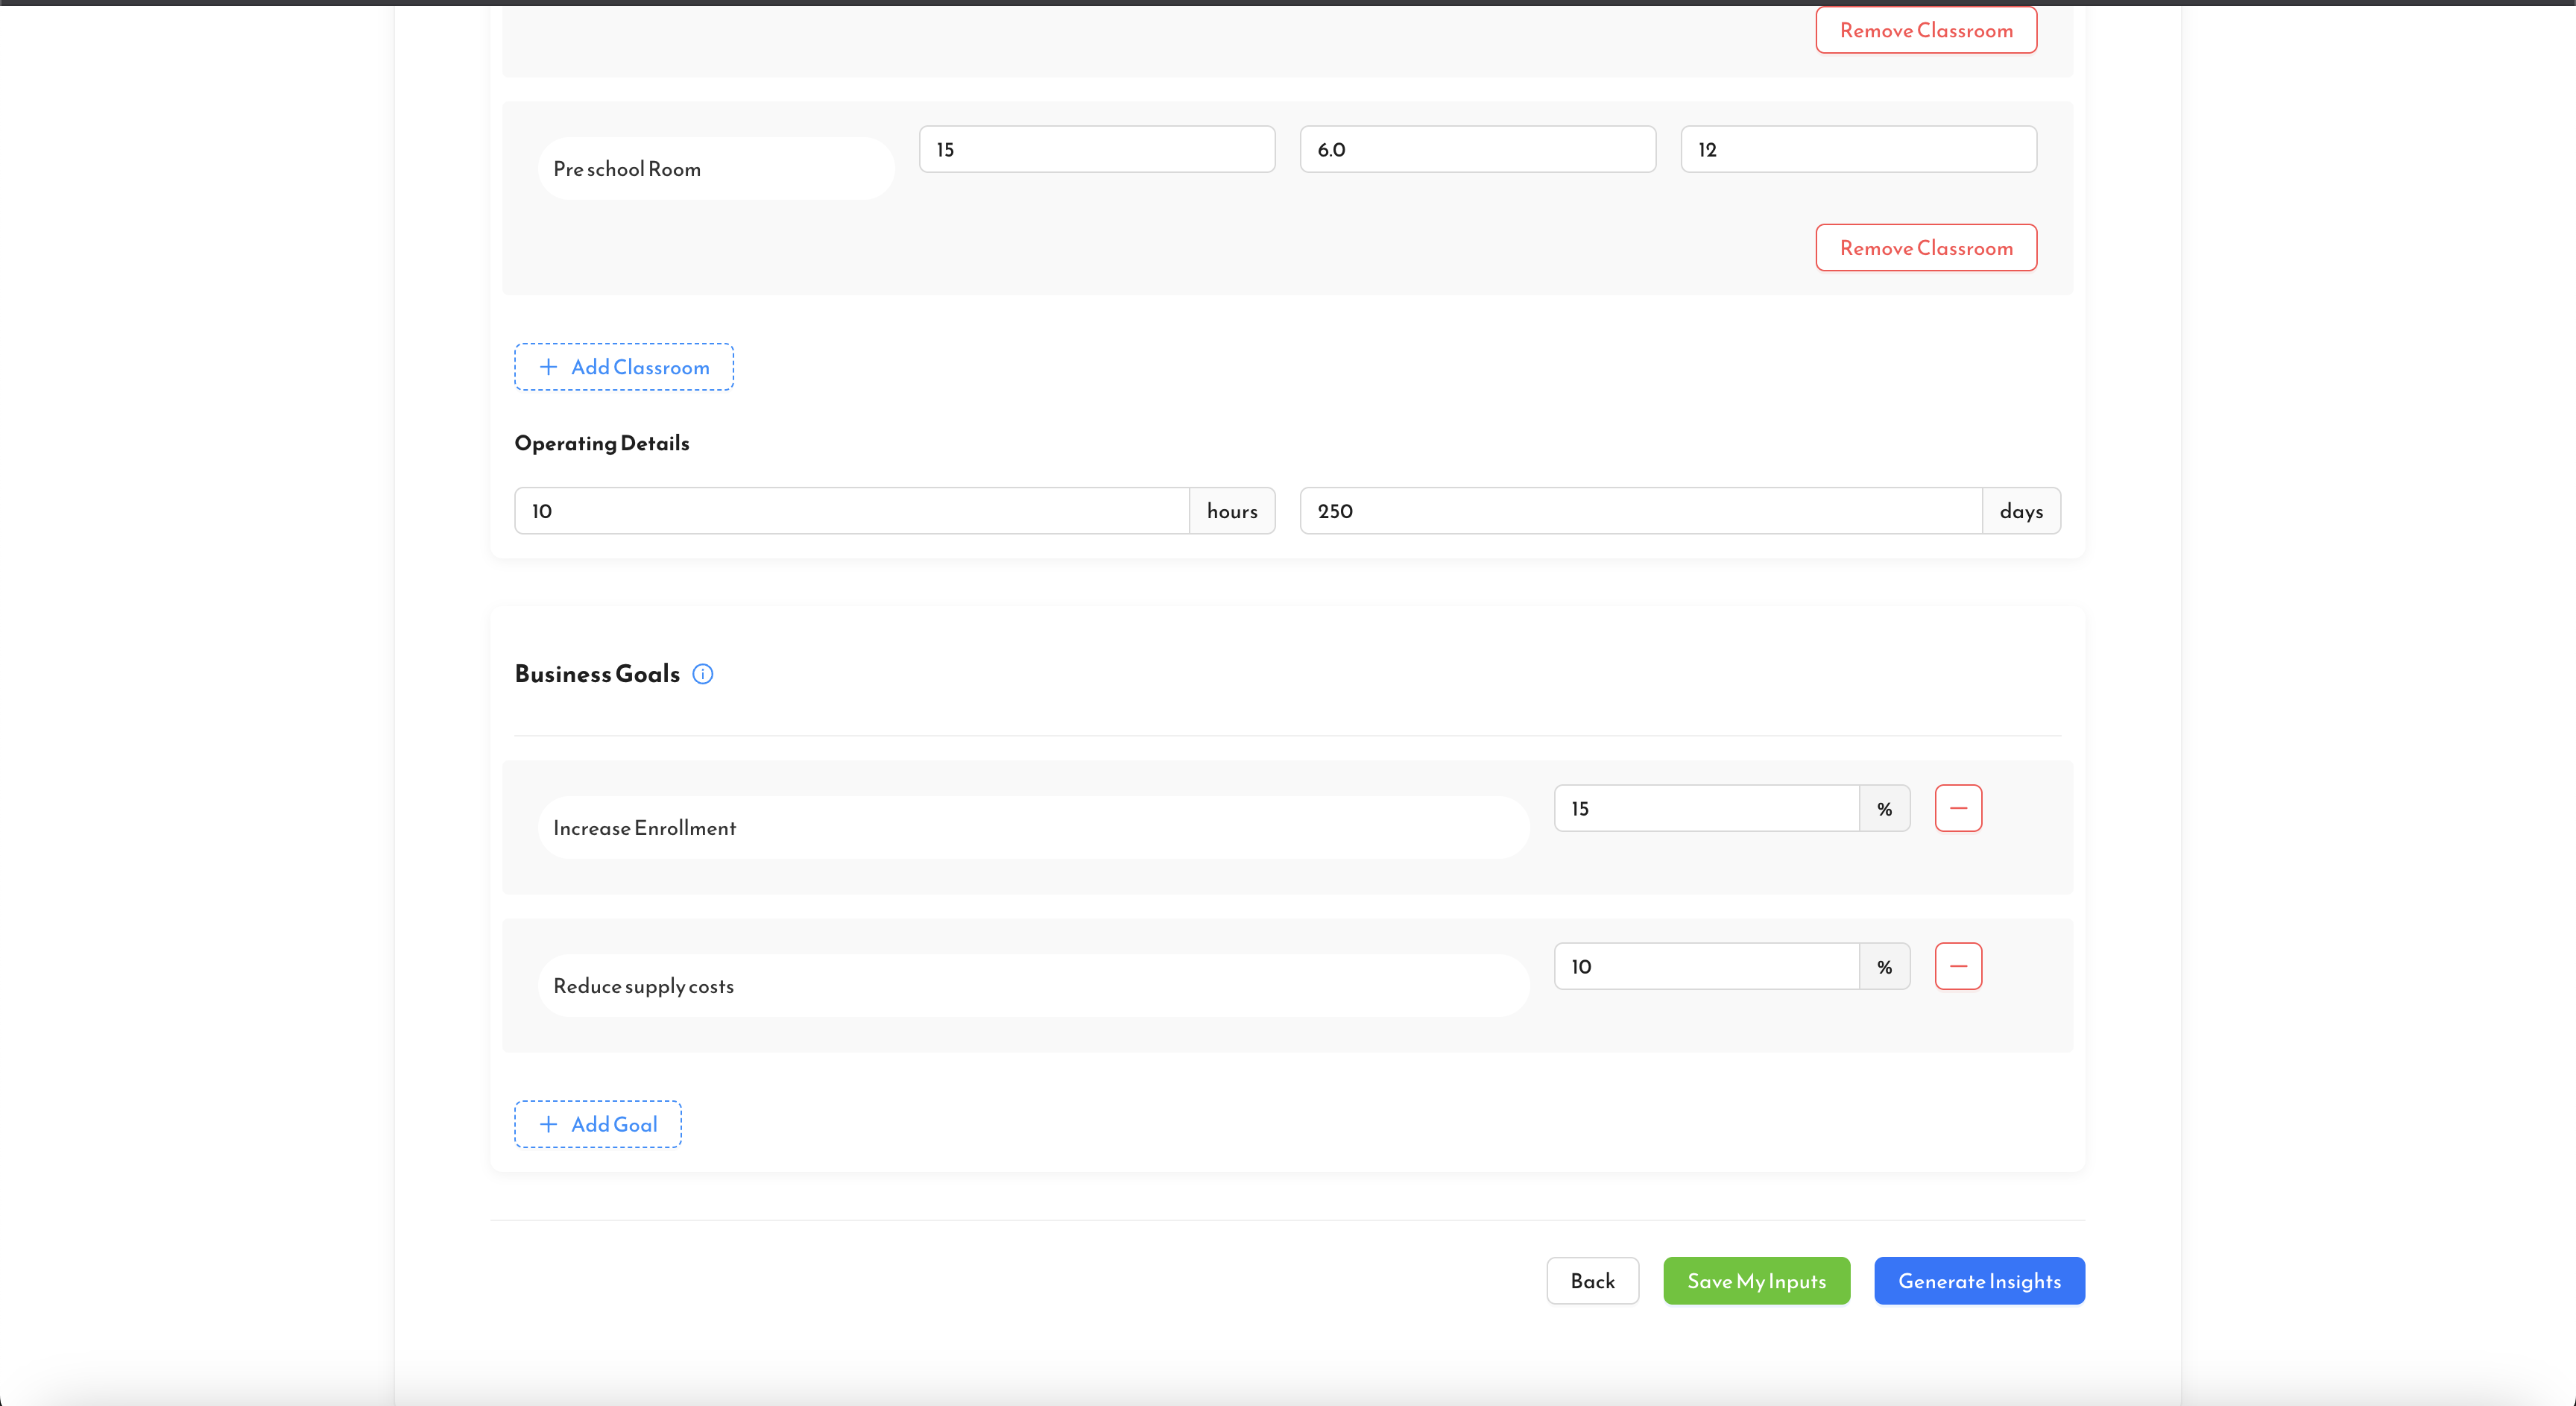 Remove Classroom
Pre school Room 15 6.0 12
Remove Classroom
+ Add Classroom
Operating Details
10 hours 250 days
Business Goals
Increase Enrollment 15 %
Reduce supply costs 10 %
+ Add Goal
Back Save My Inputs Generate Insights